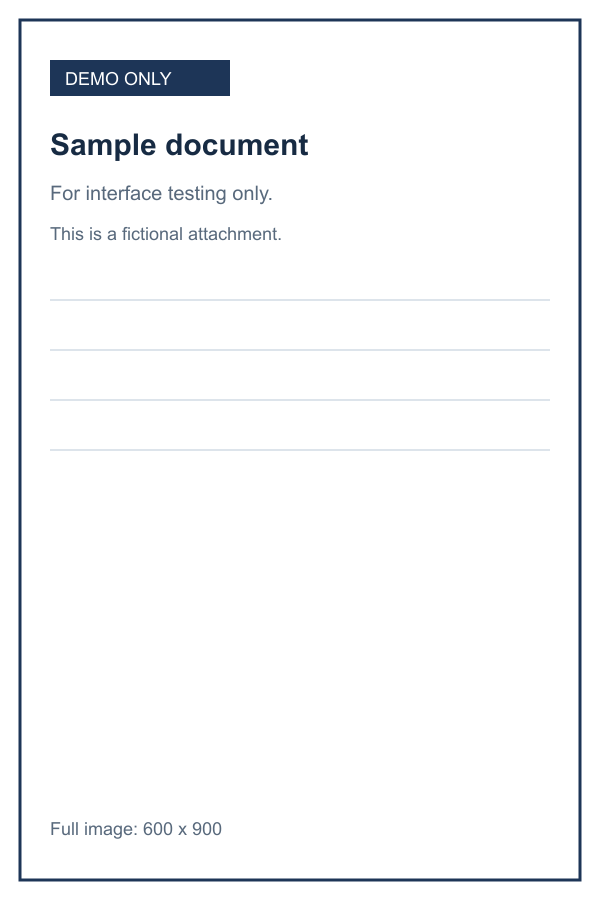 DEMO ONLY
Sample document
For interface testing only.
This is a fictional attachment.
Full image: 600 x 900